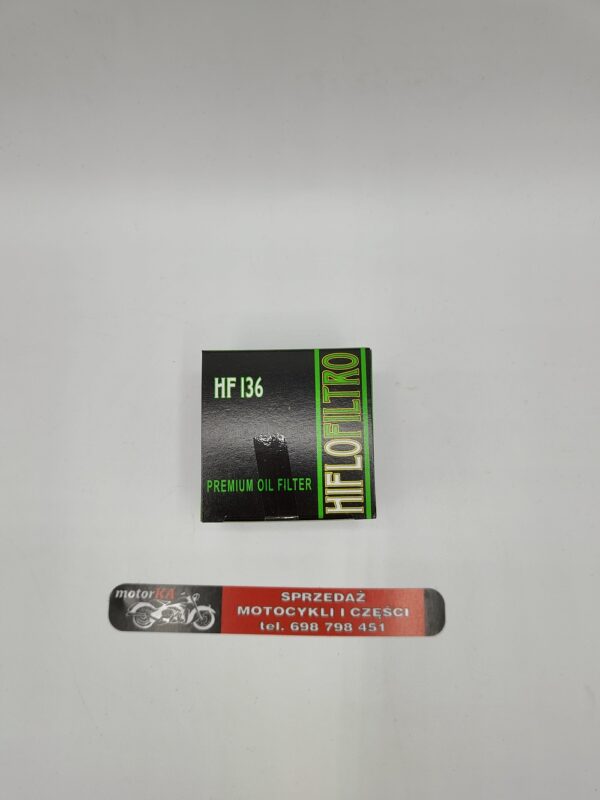 HF 136
PREMIUM OIL FILTER
HIFLOFILTRO
motorKA
SPRZEDAŻ
MOTOCYKLI I CZĘŚCI
tel. 698 798 451